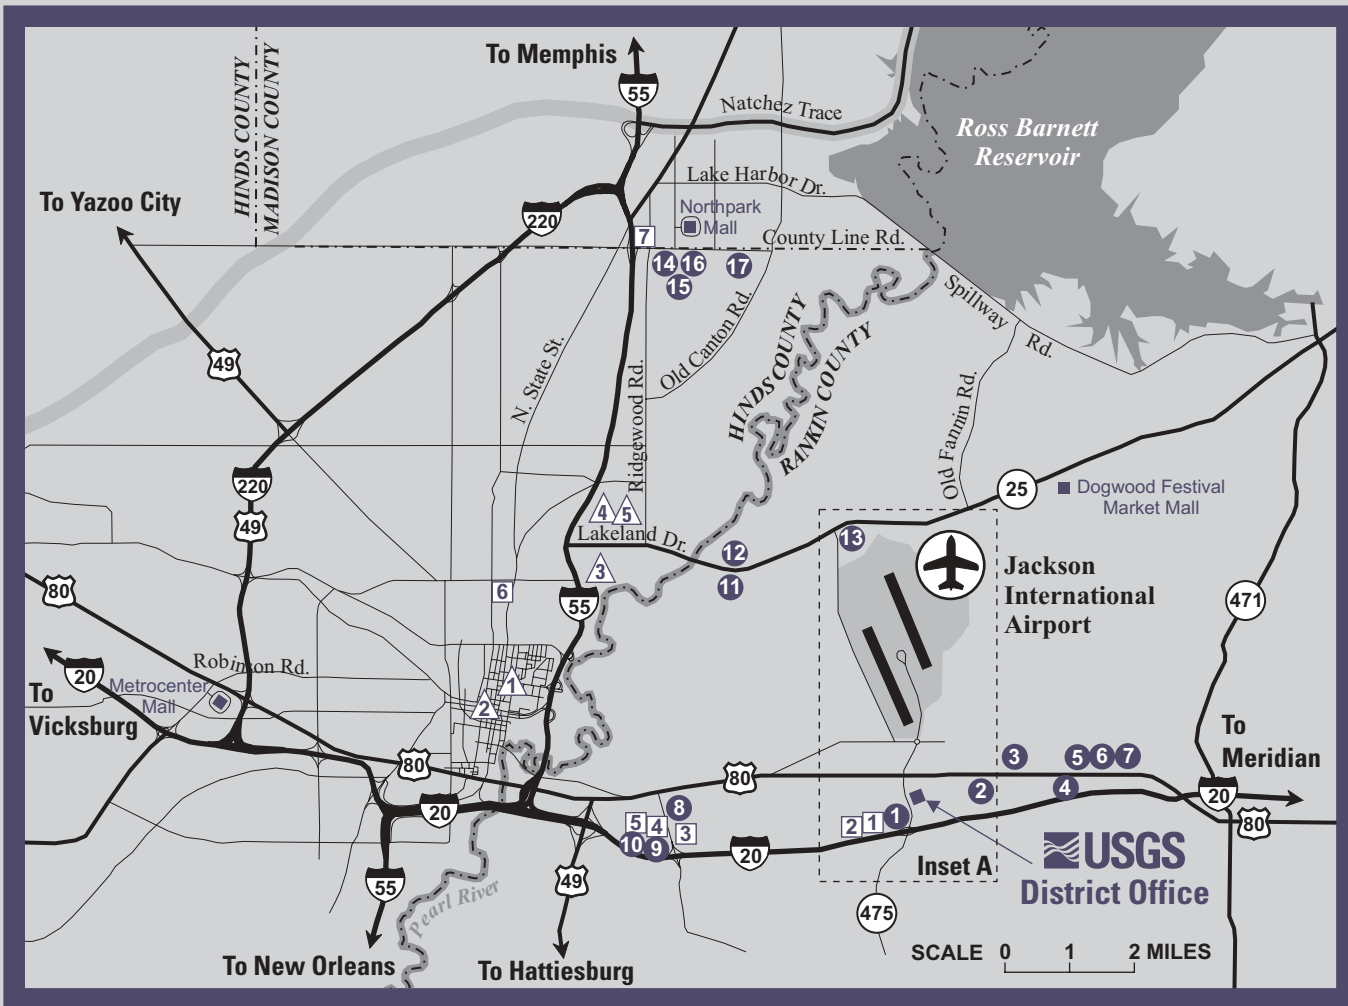 To Memphis
55
HINDS COUNTY
MADISON COUNTY
Natchez Trace
Ross Barnett
Reservoir
Lake Harbor Dr.
To Yazoo City
220
Northpark
Mall
7
County Line Rd.
14 16 17
15
Spillway
Rd.
49
N. State St.
Ridgewood Rd.
Old Canton Rd.
HINDS COUNTY
RANKIN COUNTY
Old Fannin Rd.
220
49
25
Dogwood Festival
Market Mall
4 5
Lakeland Dr.
12
13
11
3
6
80
55
Jackson
International
Airport
471
Robinson Rd.
20
To
Vicksburg
Metrocenter
Mall
1
2
80
80
3
5 6 7
2
4
To
Meridian
20
80
20
8
5 4 3
10 9
20
2 1 1
Inset A
USGS
District Office
55
49
475
Pearl River
To New Orleans
To Hattiesburg
SCALE 0 1 2 MILES